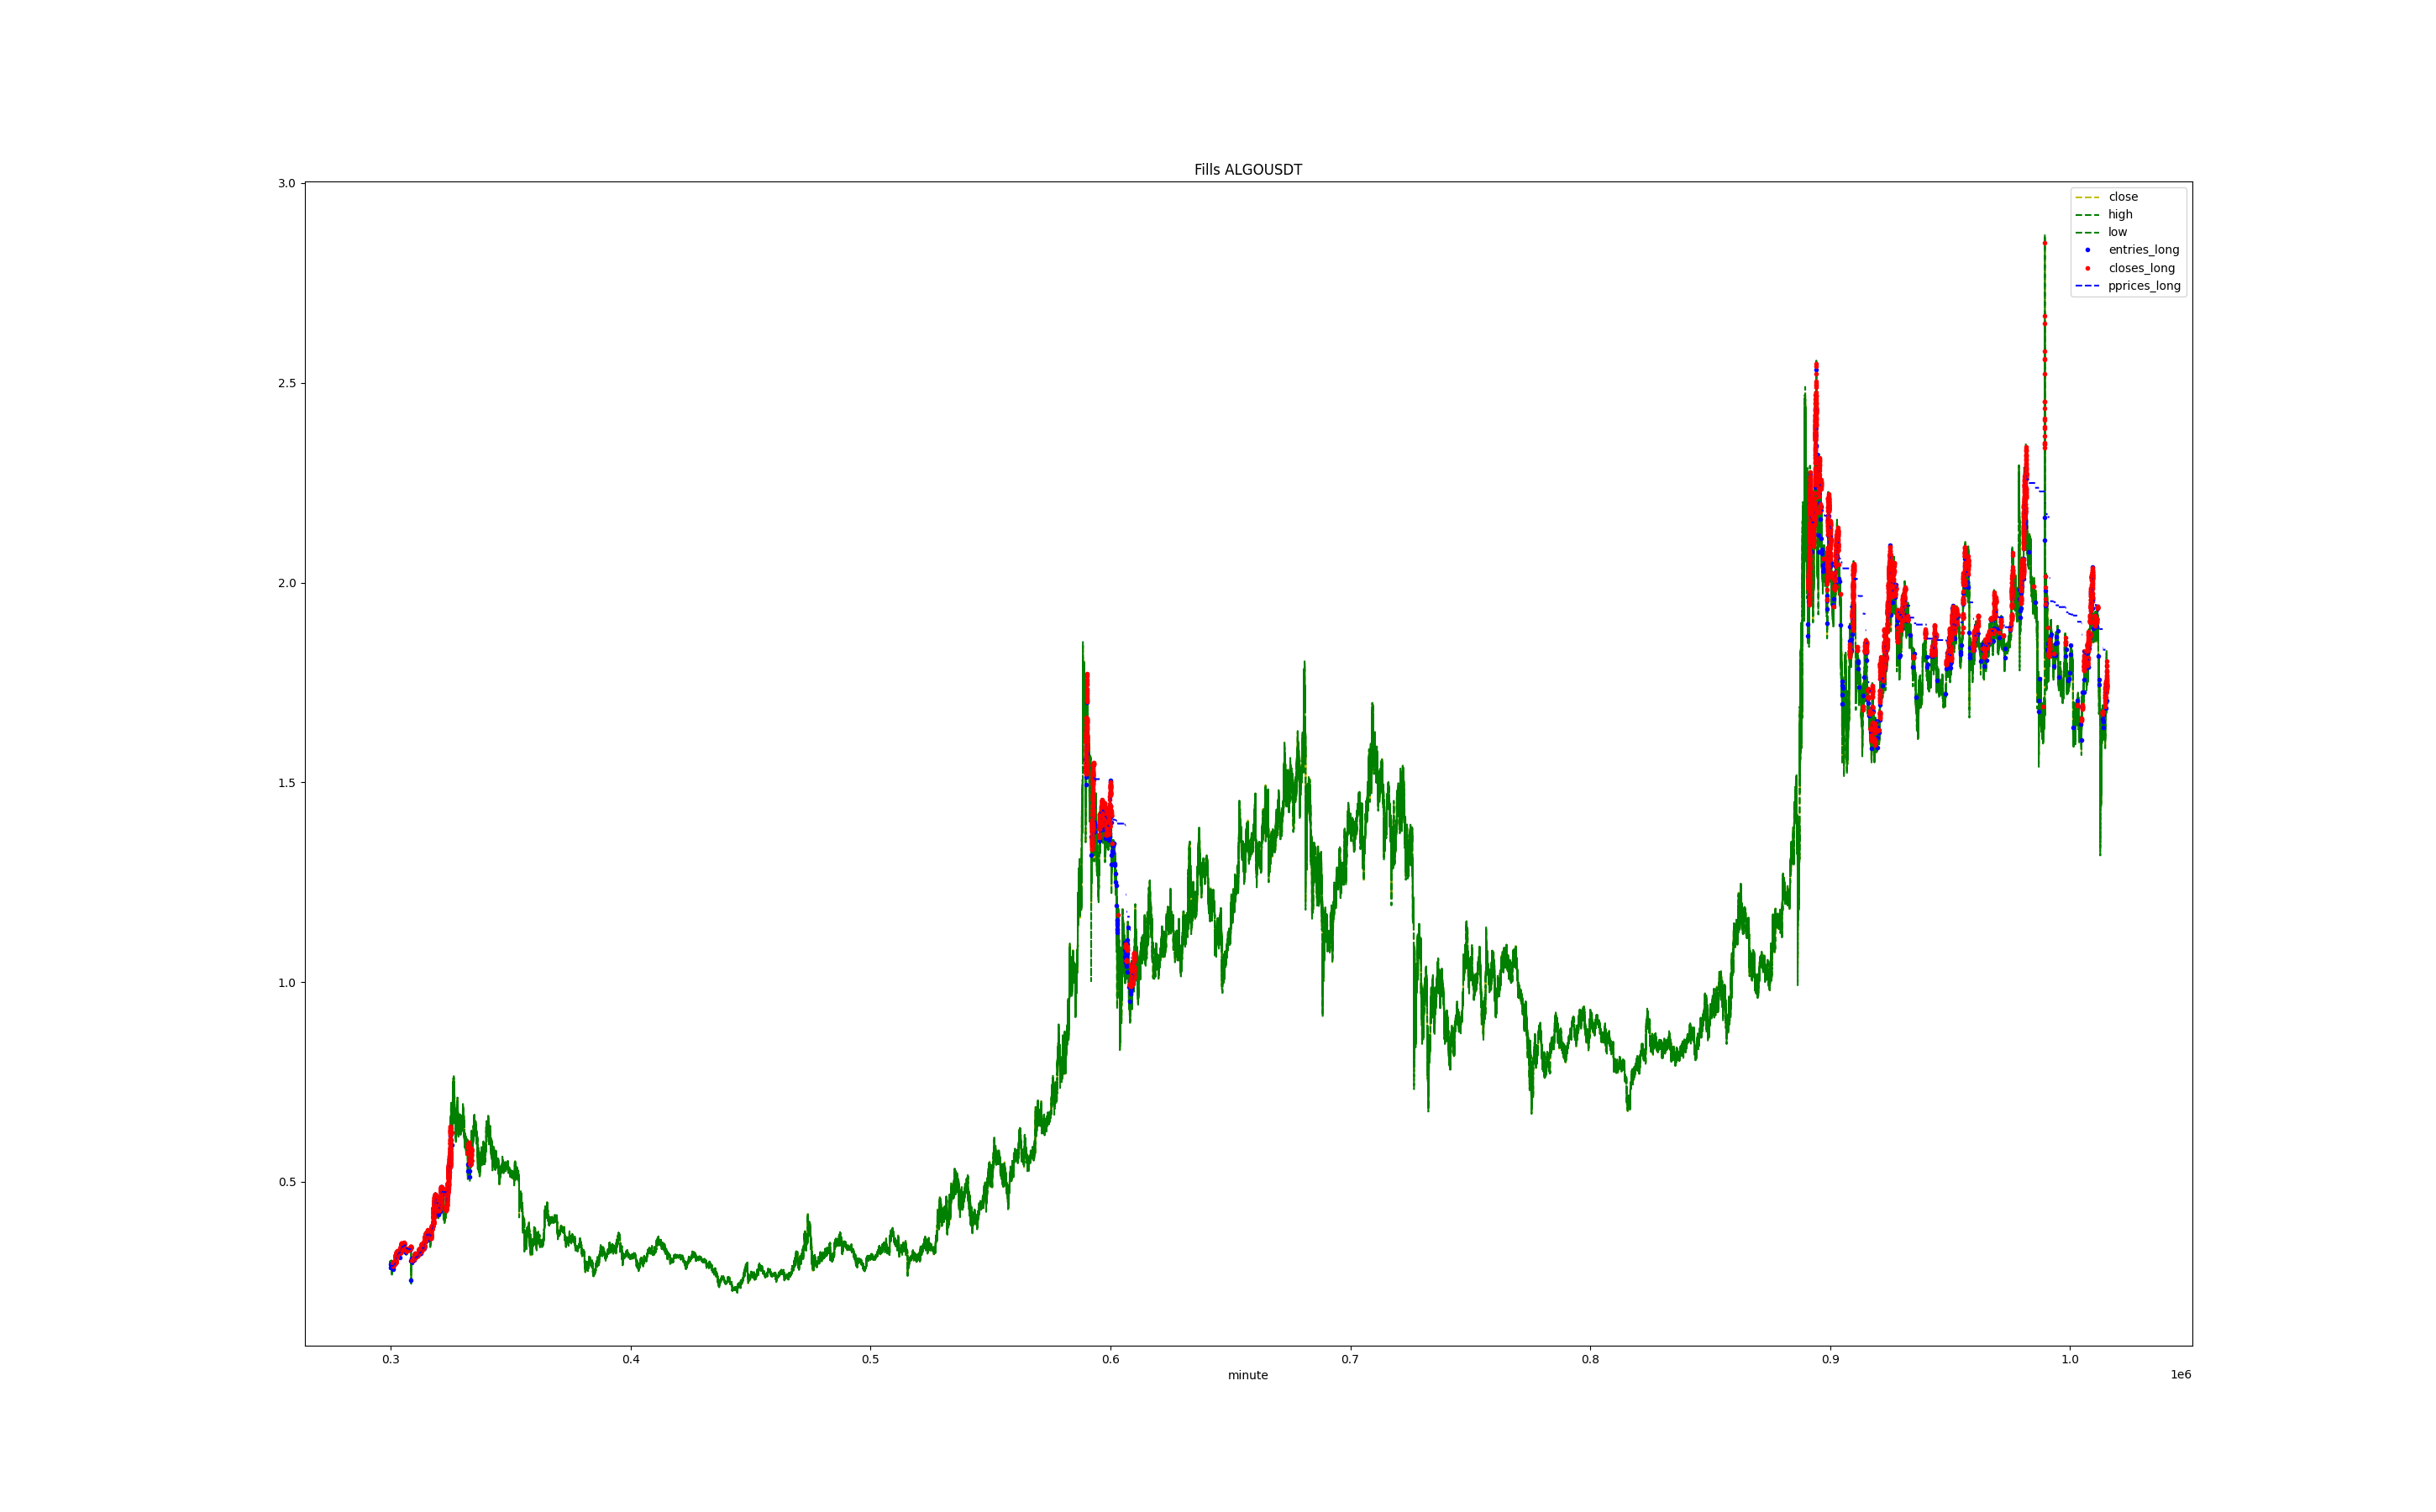 Fills ALGOUSDT
3.0
2.5
2.0
1.5
1.0
0.5
close
high
low
entries_long
closes_long
pprices_long
0.3 0.4 0.5 0.6 0.7 0.8 0.9 1.0
minute
1e6